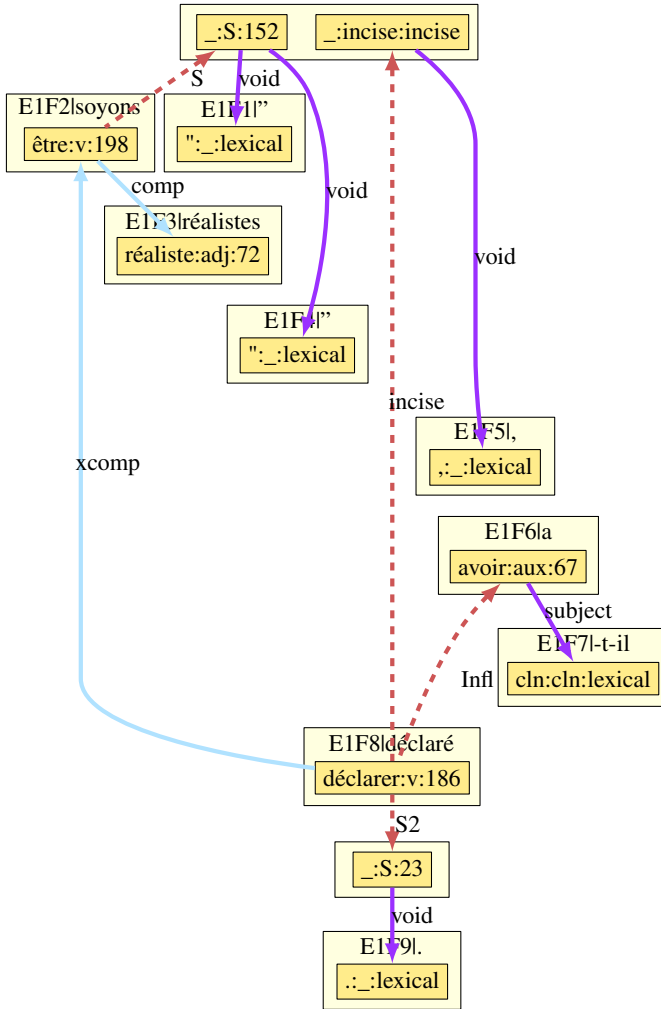 _:S:152 _:incise:incise
S void
E1F2|soyons E1F1|”
être:v:198 ":_:lexical
comp
void
E1F3|réalistes
réaliste:adj:72
void
E1F4|”
":_:lexical
incise
E1F5|,
,:_:lexical
xcomp
E1F6|a
avoir:aux:67
subject
E1F7|-t-il
Infl cln:cln:lexical
E1F8|déclaré
déclarer:v:186
S2
_:S:23
void
E1F9|.
.:_:lexical